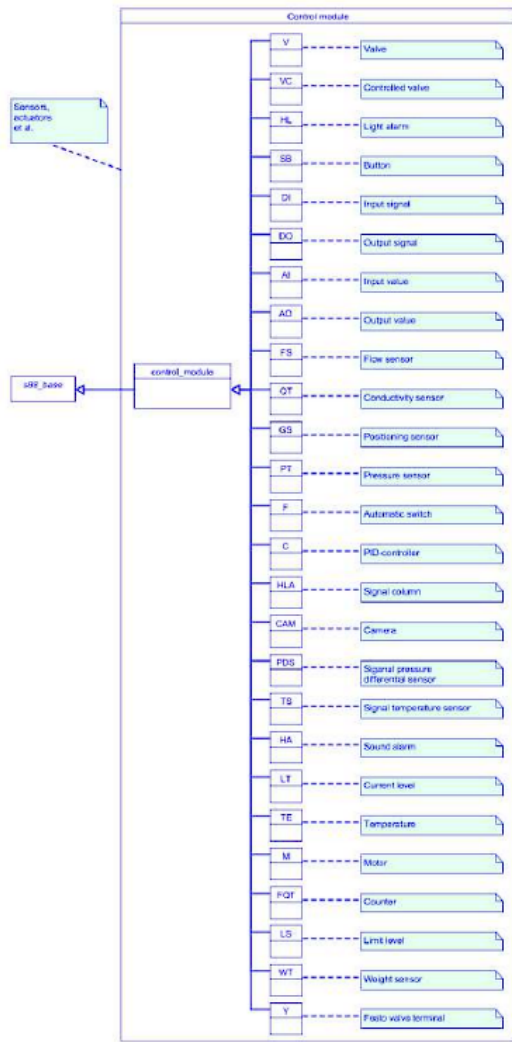 Control module
V
Valve
VC
Controlled valve
Sensors,
actuators
et al.
HL
Light alarm
SB
Button
DI
Input signal
DO
Output signal
AI
Input value
AO
Output value
FS
Flow sensor
s88_base
control_module
QT
Conductivity sensor
GS
Positioning sensor
PT
Pressure sensor
F
Automatic switch
C
PID-controller
HLA
Signal column
CAM
Camera
PDS
Siganal pressure
differential sensor
TS
Signal temperature sensor
HA
Sound alarm
LT
Current level
TE
Temperature
M
Motor
FQT
Counter
LS
Limit level
WT
Weight sensor
Y
Festo valve terminal